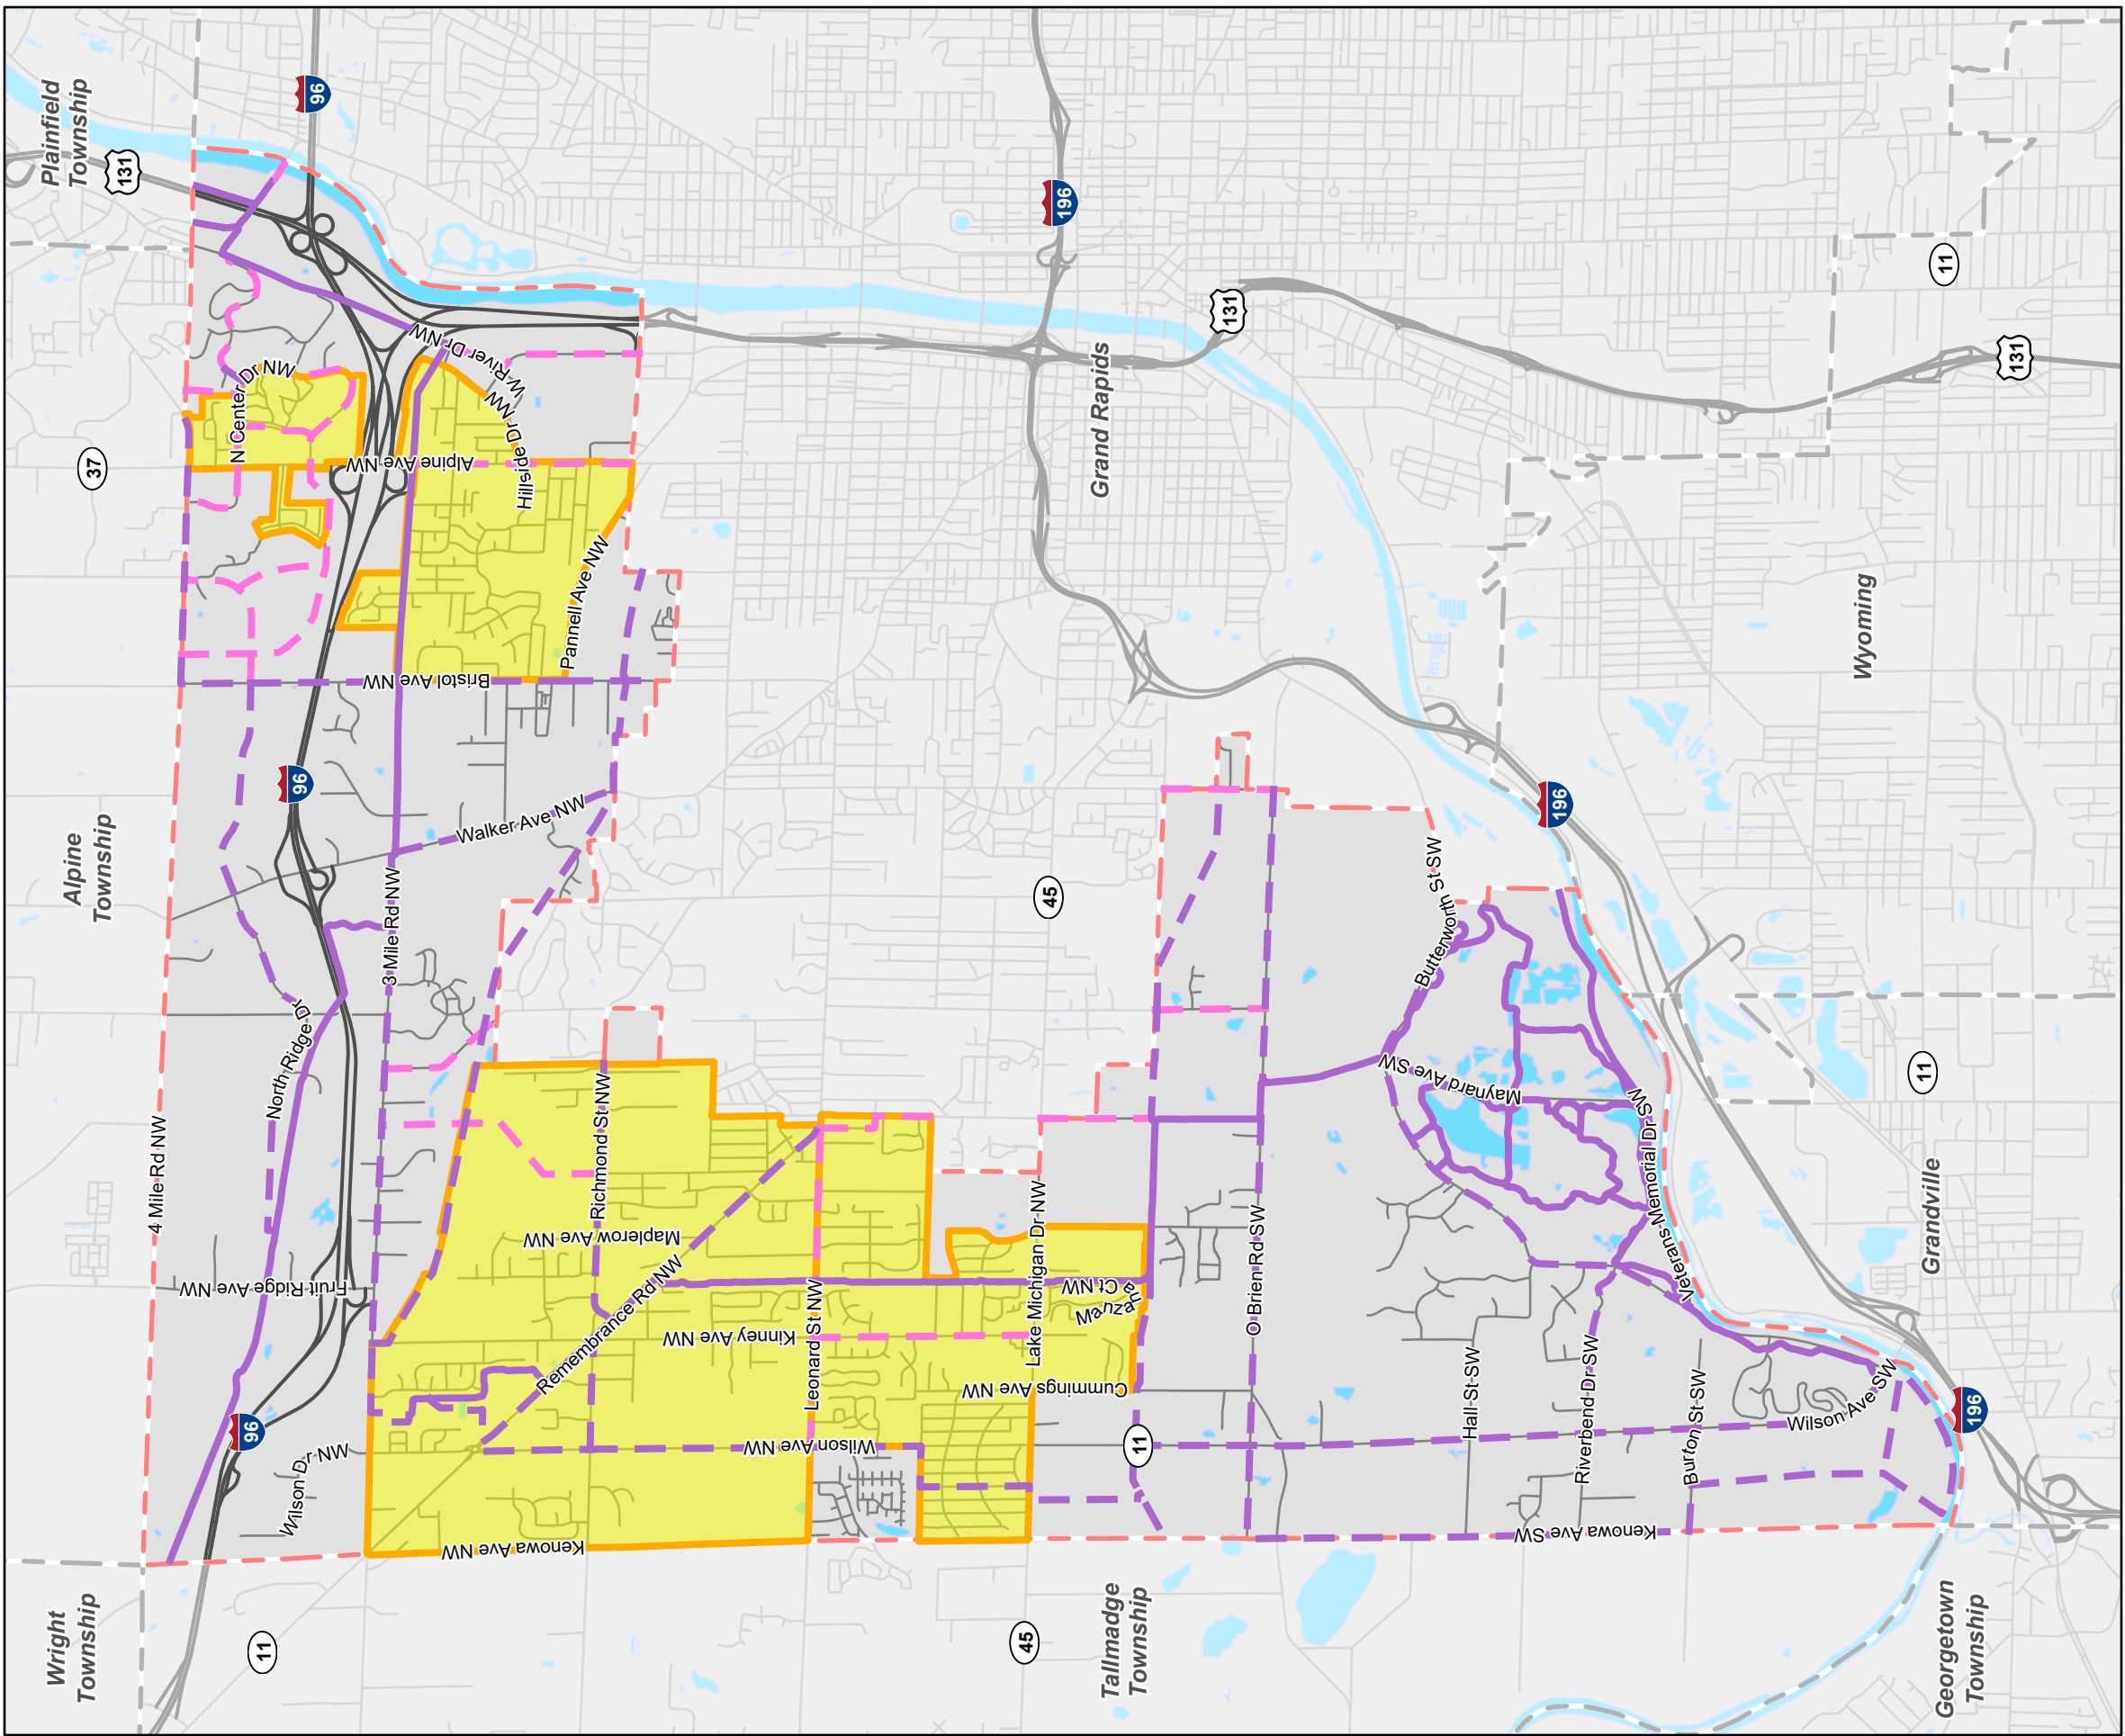 Plainfield
Township
131
96
37
Alpine
Township
Wright
Township
11
96
96
4 Mile Rd NW
N Center Dr NW
W River Dr NW
Hillside Dr NW
Alpine Ave NW
Pannell Ave NW
Bristol Ave NW
Walker Ave NW
3 Mile Rd NW
North Ridge Dr
Fruit Ridge Ave NW
Wilson Dr NW
Kenowa Ave NW
Richmond St NW
Maplerow Ave NW
Remembrance Rd NW
Kinney Ave NW
Leonard St NW
Wilson Ave NW
Lake Michigan Dr NW
Manzana
Ct NW
Cummings Ave NW
196
131
Grand Rapids
45
45
Tallmadge
Township
11
O Brien Rd SW
Butterworth St SW
Maynard Ave SW
Veterans Memorial Dr SW
Hall St SW
Riverbend Dr SW
Burton St SW
Wilson Ave SW
Kenowa Ave SW
196
196
Wyoming
11
131
11
Grandville
Georgetown
Township